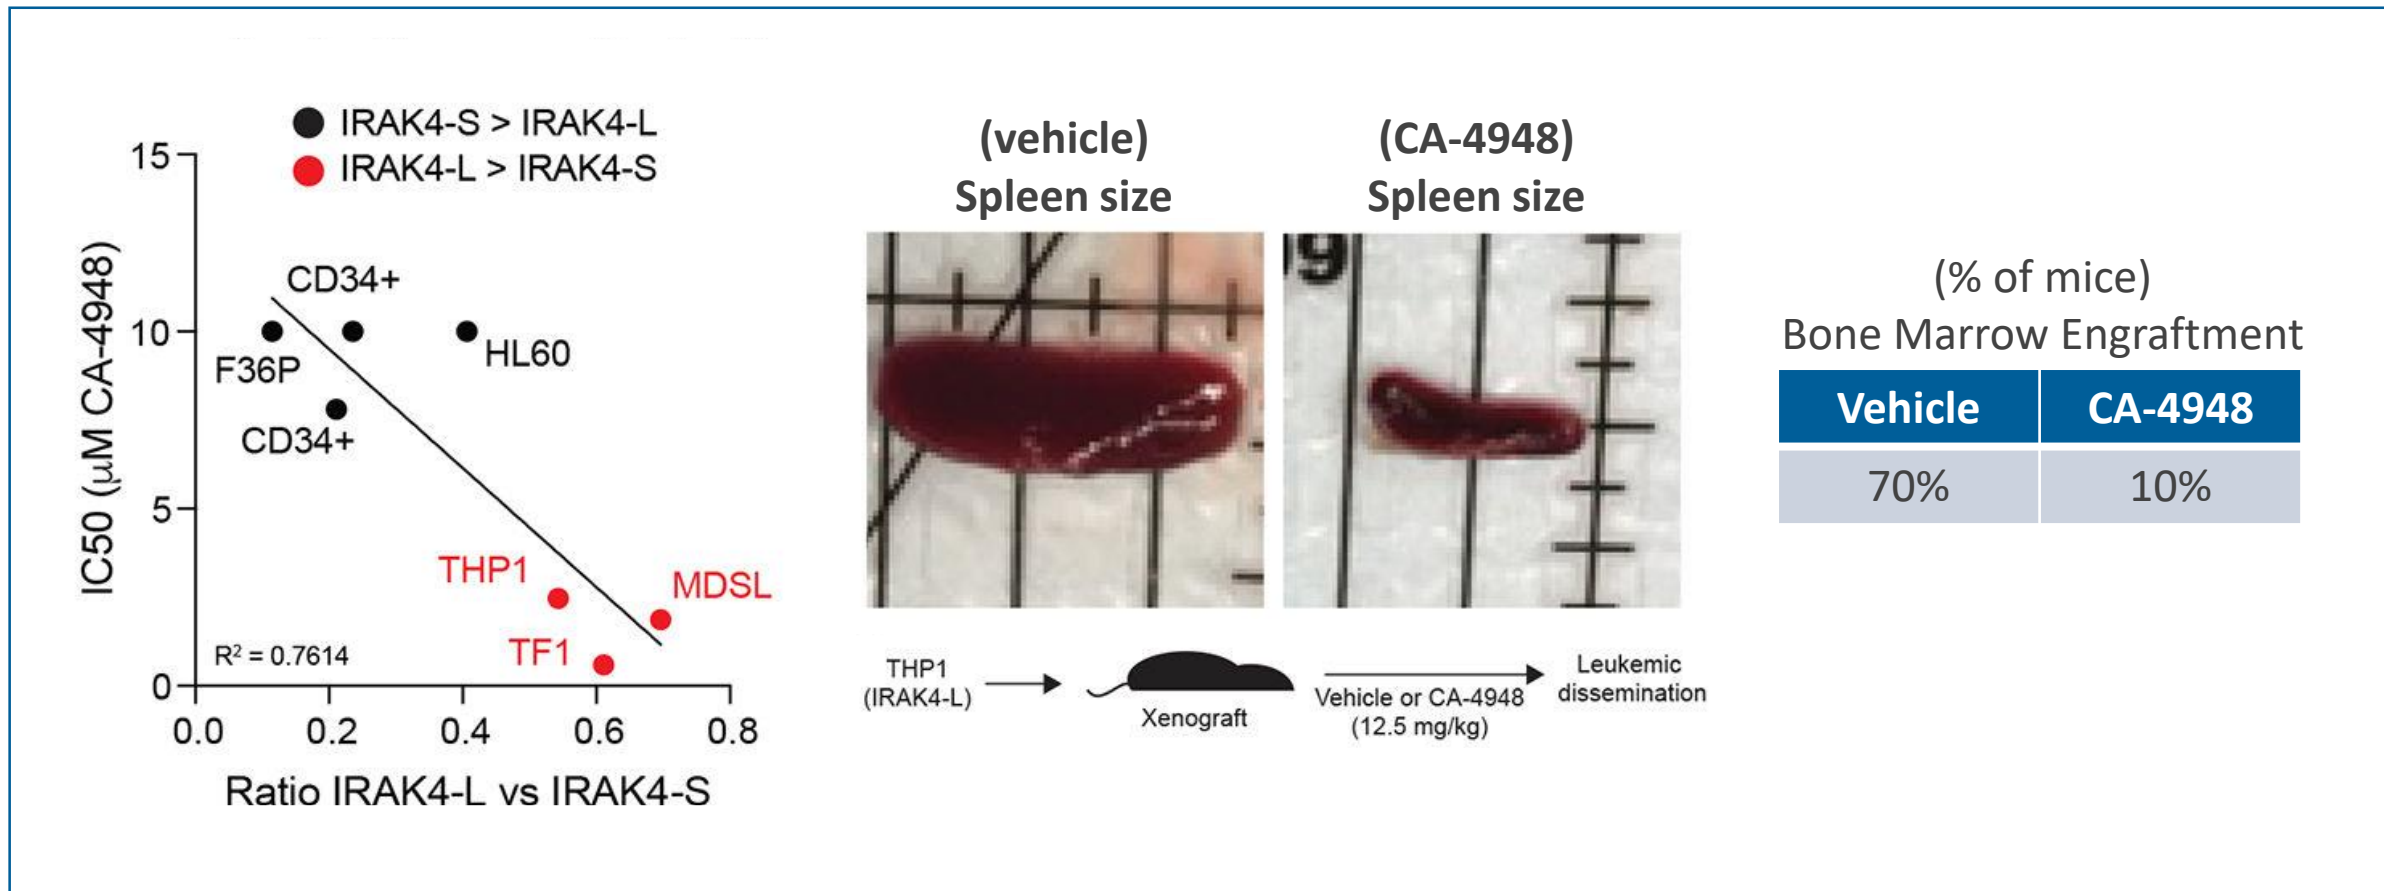 IRAK4-S > IRAK4-L
IRAK4-L > IRAK4-S
15
10
5
0
IC50 (µM CA-4948)
CD34+
F36P
HL60
CD34+
THP1
MDSL
TF1
R² = 0.7614
0.0 0.2 0.4 0.6 0.8
Ratio IRAK4-L vs IRAK4-S
(vehicle)
Spleen size
(CA-4948)
Spleen size
THP1
(IRAK4-L)
Xenograft
Vehicle or CA-4948
(12.5 mg/kg)
Leukemic
dissemination
(% of mice)
Bone Marrow Engraftment
Vehicle CA-4948
70% 10%